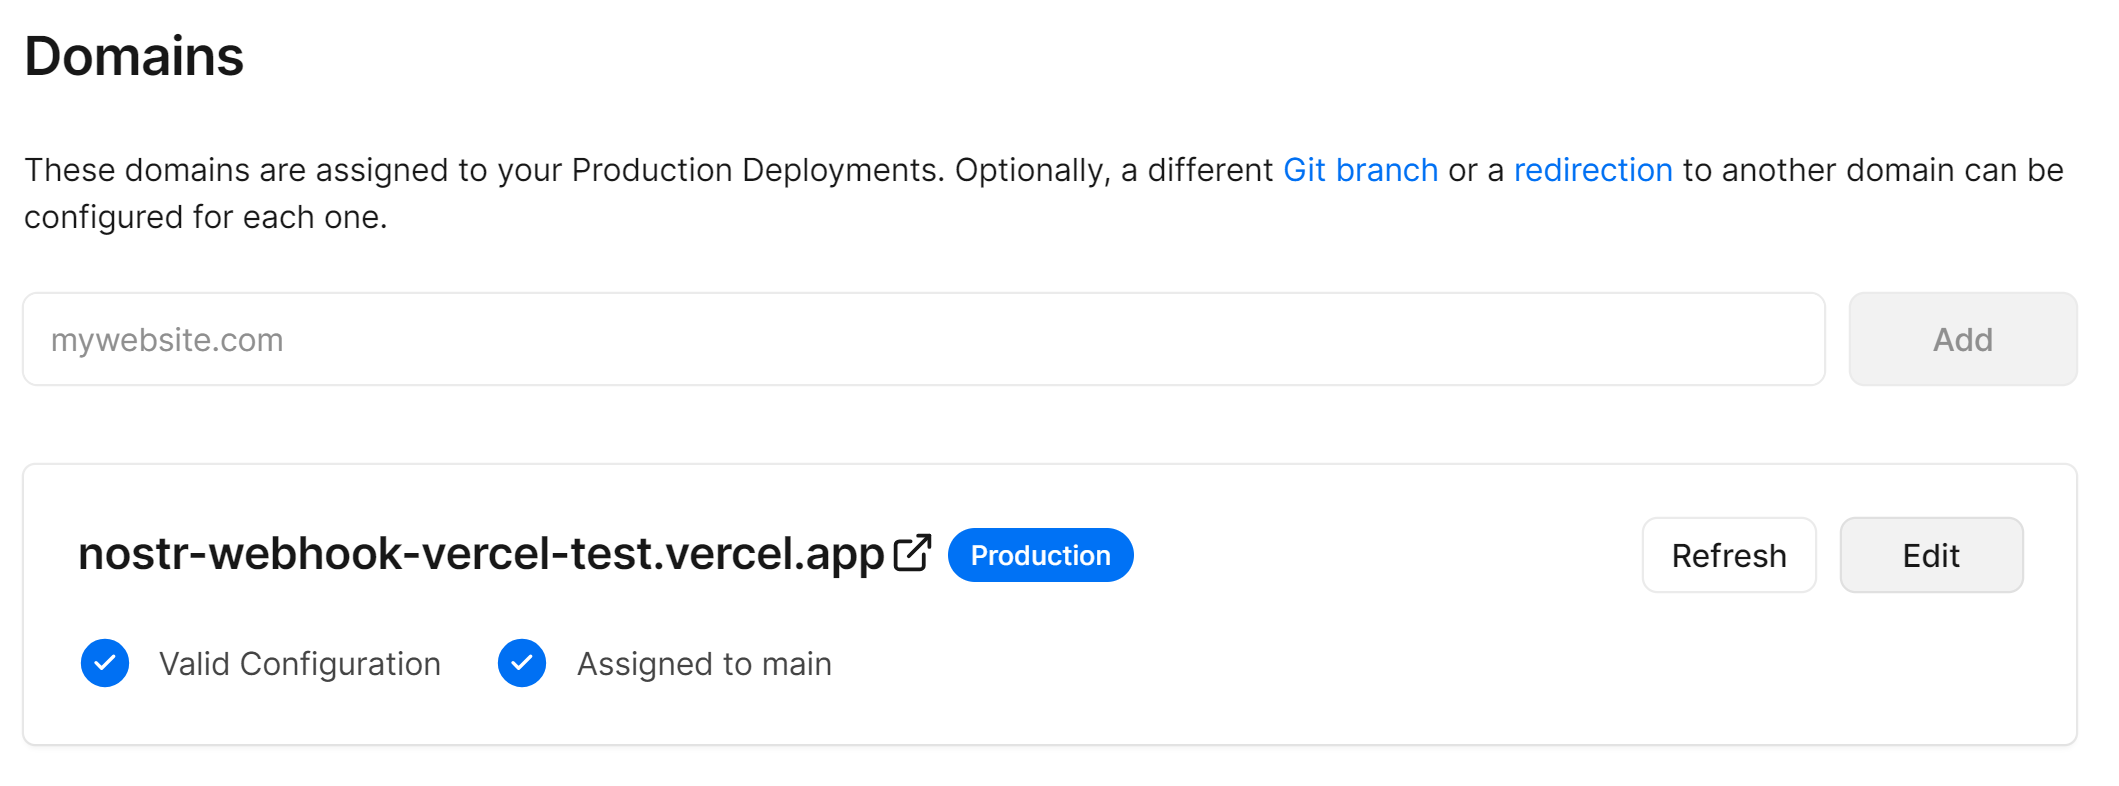 Domains
These domains are assigned to your Production Deployments. Optionally, a different Git branch or a redirection to another domain can be
configured for each one.
mywebsite.com
Add
nostr-webhook-vercel-test.vercel.app
Production
Refresh
Edit
Valid Configuration
Assigned to main